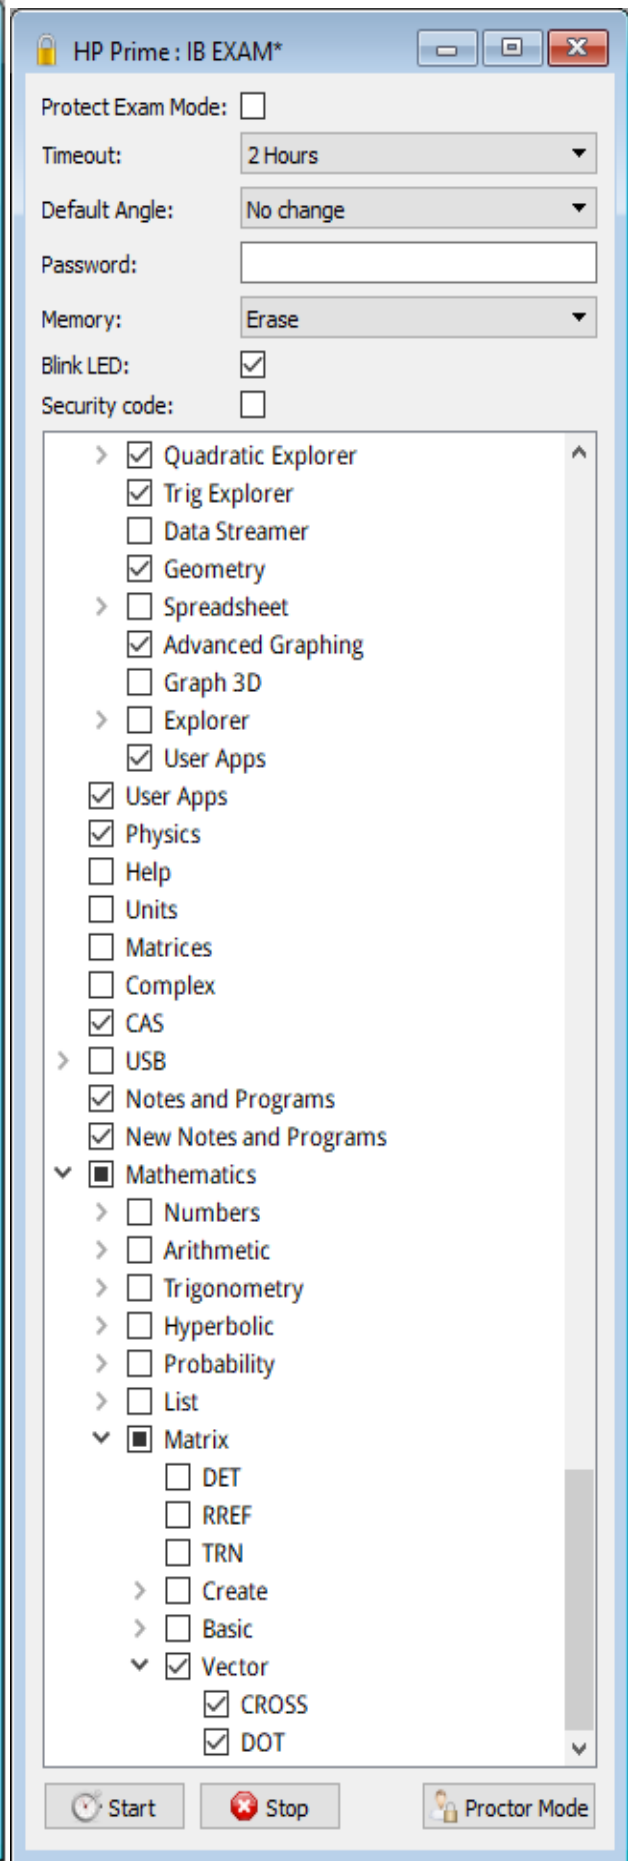 HP Prime : IB EXAM*
Protect Exam Mode:
Timeout: 2 Hours
Default Angle: No change
Password:
Memory: Erase
Blink LED:
Security code:
Quadratic Explorer
Trig Explorer
Data Streamer
Geometry
Spreadsheet
Advanced Graphing
Graph 3D
Explorer
User Apps
User Apps
Physics
Help
Units
Matrices
Complex
CAS
USB
Notes and Programs
New Notes and Programs
Mathematics
Numbers
Arithmetic
Trigonometry
Hyperbolic
Probability
List
Matrix
DET
RREF
TRN
Create
Basic
Vector
CROSS
DOT
Start Stop Proctor Mode